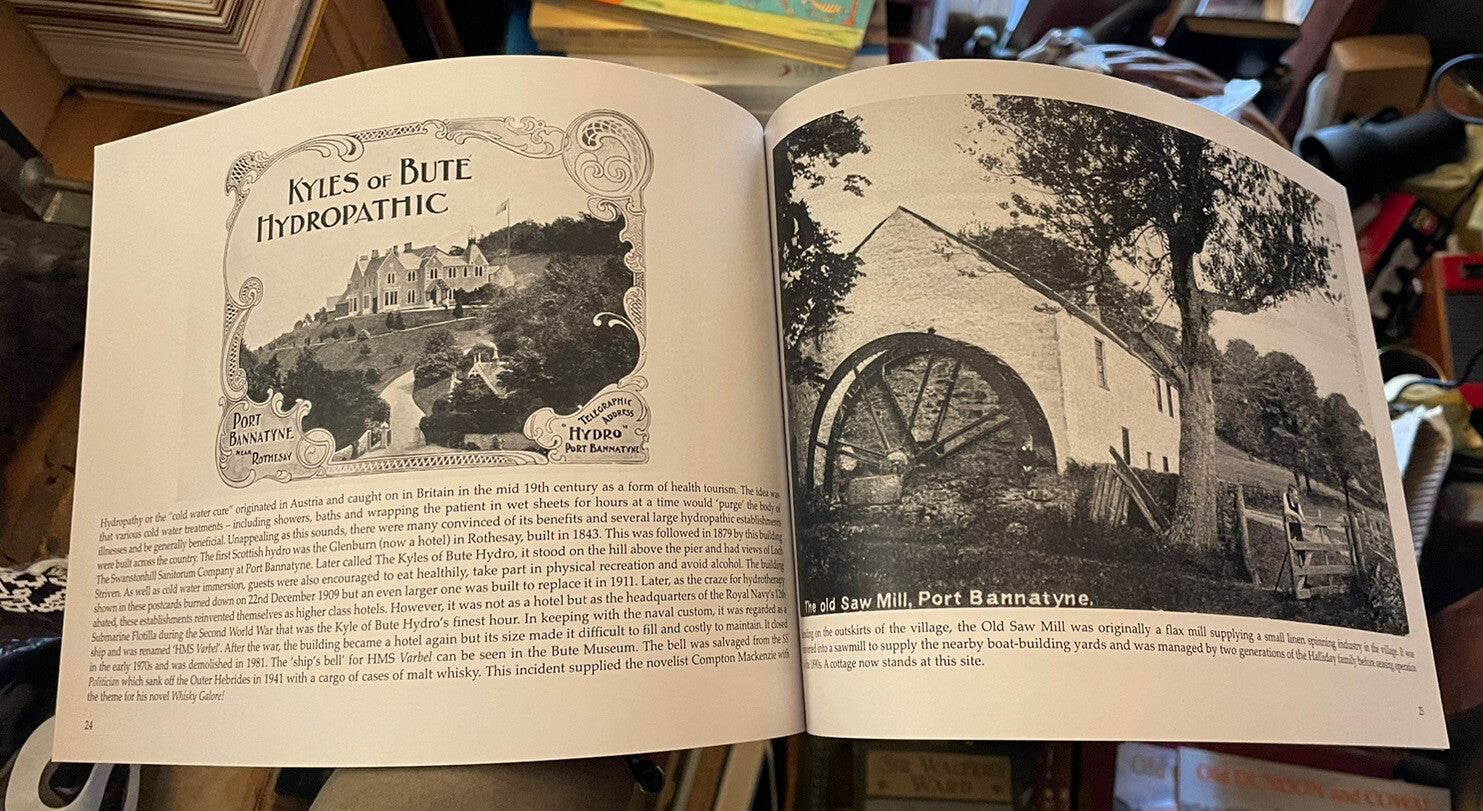 KYLES OF BUTE
HYDROPATHIC
PORT
BANNATYNE
NEAR
ROTHESAY
TELEGRAPHIC
ADDRESS
"HYDRO"
PORT BANNATYNE
Hydropathy or the "cold water cure" originated in Austria and caught on in Britain in the mid 19th century as a form of health tourism. The idea was
that various cold water treatments – including showers, baths and wrapping the patient in wet sheets for hours at a time would 'purge' the body of
illnesses and be generally beneficial. Unappealing as this sounds, there were many convinced of its benefits and several large hydropathic establishments
were built across the country. The first Scottish hydro was the Glenburn (now a hotel) in Rothesay, built in 1843. This was followed in 1879 by this building
The Swanstonhill Sanitorum Company at Port Bannatyne. Later called The Kyles of Bute Hydro, it stood on the hill above the pier and had views of Loch
Striven. As well as cold water immersion, guests were also encouraged to eat healthily, take part in physical recreation and avoid alcohol. The building
shown in these postcards burned down on 22nd December 1909 but an even larger one was built to replace it in 1911. Later, as the craze for hydrotherapy
abated, these establishments reinvented themselves as higher class hotels. However, it was not as a hotel but as the headquarters of the Royal Navy's 12th
Submarine Flotilla during the Second World War that was the Kyle of Bute Hydro's finest hour. In keeping with the naval custom, it was regarded as a
ship and was renamed 'HMS Varbel'. After the war, the building became a hotel again but its size made it difficult to fill and costly to maintain. It closed
in the early 1970s and was demolished in 1981. The 'ship's bell' for HMS Varbel can be seen in the Bute Museum. The bell was salvaged from the SS
Politician which sank off the Outer Hebrides in 1941 with a cargo of cases of malt whisky. This incident supplied the novelist Compton Mackenzie with
the theme for his novel Whisky Galore!
24
The old Saw Mill, Port Bannatyne.
on the outskirts of the village, the Old Saw Mill was originally a flax mill supplying a small linen spinning industry in the village. It was
into a sawmill to supply the nearby boat-building yards and was managed by two generations of the Halliday family before ceasing operation
1890s. A cottage now stands at this site.
25
SIR WALTER
WARD
Old
Old DUNOON and